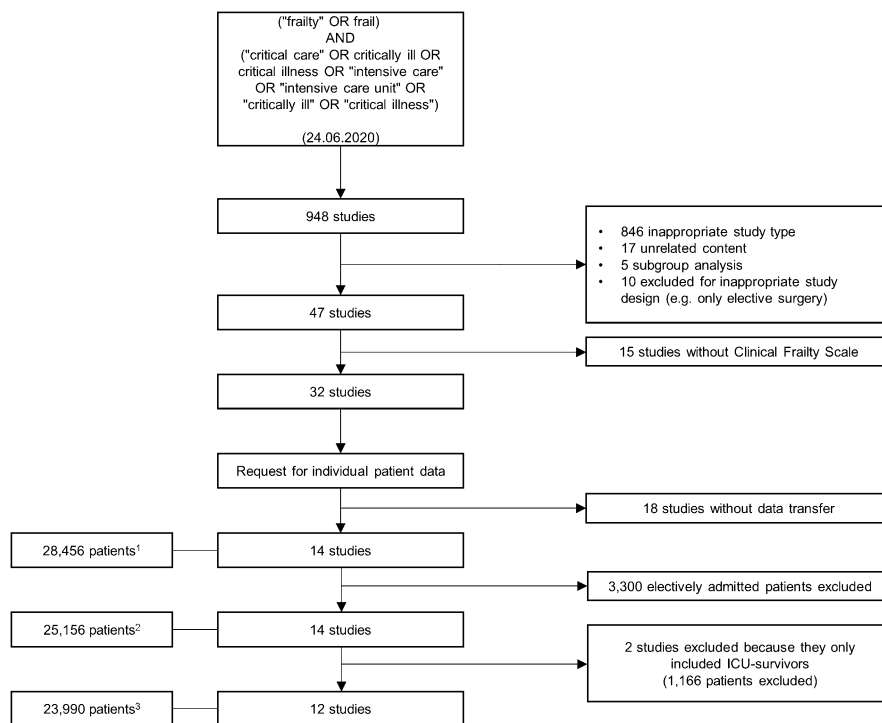 ("frailty" OR frail)
AND
("critical care" OR critically ill OR
critical illness OR "intensive care"
OR "intensive care unit" OR
"critically ill" OR "critical illness")
(24.06.2020)
948 studies
• 846 inappropriate study type
• 17 unrelated content
• 5 subgroup analysis
• 10 excluded for inappropriate study
design (e.g. only elective surgery)
47 studies
15 studies without Clinical Frailty Scale
32 studies
Request for individual patient data
18 studies without data transfer
28,456 patients¹
14 studies
3,300 electively admitted patients excluded
25,156 patients²
14 studies
2 studies excluded because they only
included ICU-survivors
(1,166 patients excluded)
23,990 patients³
12 studies